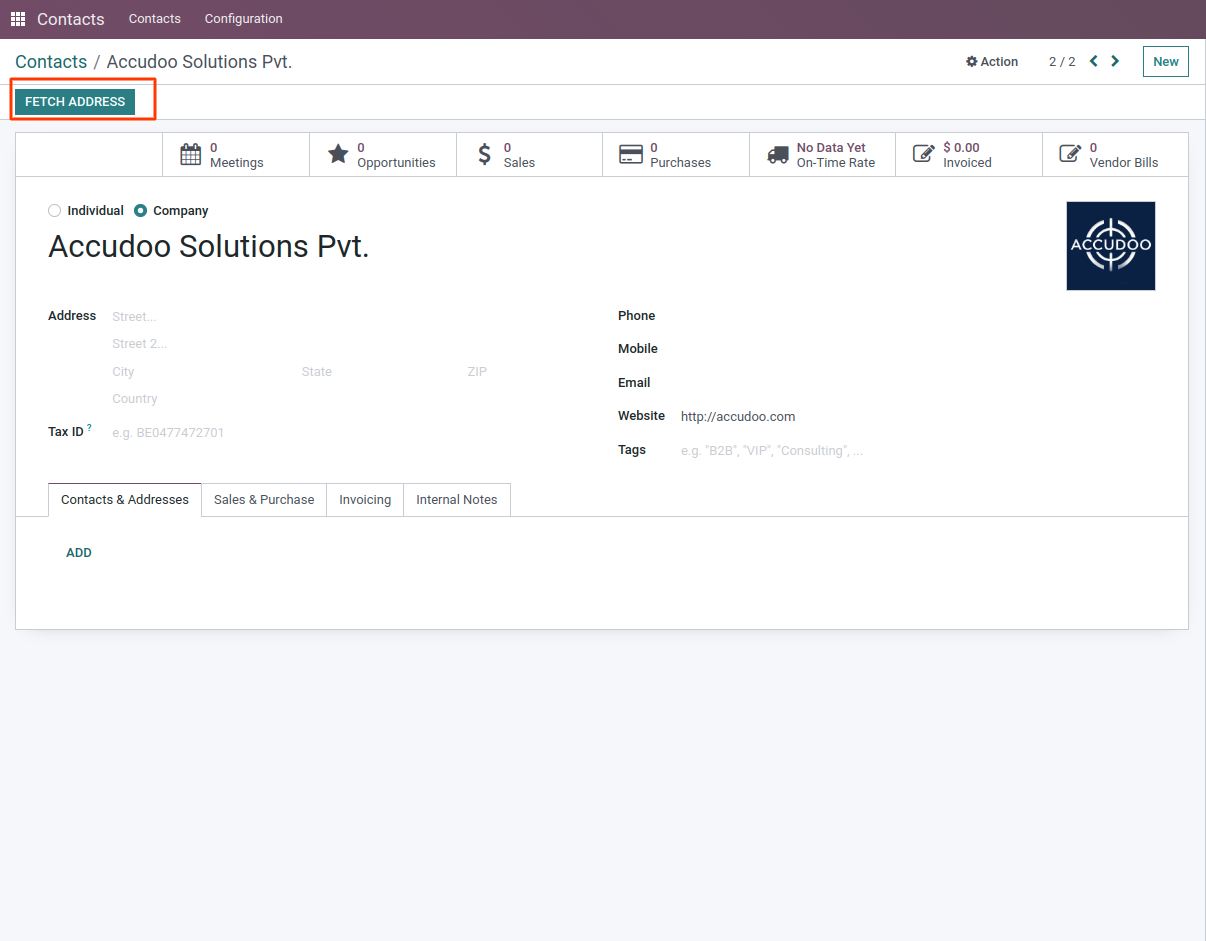 Contacts Contacts Configuration
Contacts / Accudoo Solutions Pvt. Action 2 / 2 New
FETCH ADDRESS
0 0 0 0 No Data Yet $ 0.00 0
Meetings Opportunities Sales Purchases On-Time Rate Invoiced Vendor Bills
Individual Company
Accudoo Solutions Pvt.
ACCUDOO
Address Street... Phone
Street 2... Mobile
City State ZIP Email
Country Website http://accudoo.com
Tax ID ? e.g. BE0477472701 Tags e.g. "B2B", "VIP", "Consulting", ...
Contacts & Addresses Sales & Purchase Invoicing Internal Notes
ADD